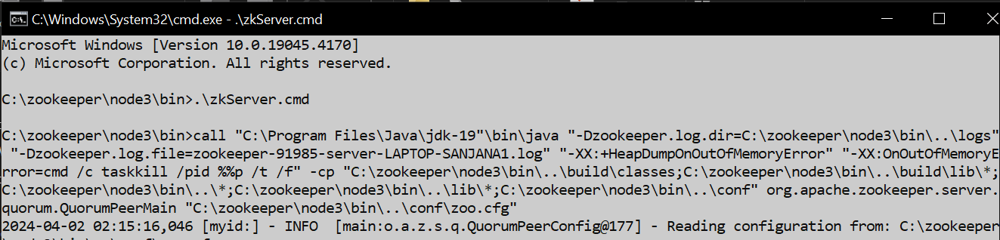 C:\Windows\System32\cmd.exe - .\zkServer.cmd
Microsoft Windows [Version 10.0.19045.4170]
(c) Microsoft Corporation. All rights reserved.
C:\zookeeper\node3\bin>.\zkServer.cmd
C:\zookeeper\node3\bin>call "C:\Program Files\Java\jdk-19"\bin\java "-Dzookeeper.log.dir=C:\zookeeper\node3\bin\..\logs"
"-Dzookeeper.log.file=zookeeper-91985-server-LAPTOP-SANJANA1.log" "-XX:+HeapDumpOnOutOfMemoryError" "-XX:OnOutOfMemoryE
rror=cmd /c taskkill /pid %%p /t /f" -cp "C:\zookeeper\node3\bin\..\build\classes;C:\zookeeper\node3\bin\..\build\lib\*;
C:\zookeeper\node3\bin\..\*;C:\zookeeper\node3\bin\..\lib\*;C:\zookeeper\node3\bin\..\conf" org.apache.zookeeper.server.
quorum.QuorumPeerMain "C:\zookeeper\node3\bin\..\conf\zoo.cfg"
2024-04-02 02:15:16,046 [myid:] - INFO  [main:o.a.z.s.q.QuorumPeerConfig@177] - Reading configuration from: C:\zookeeper